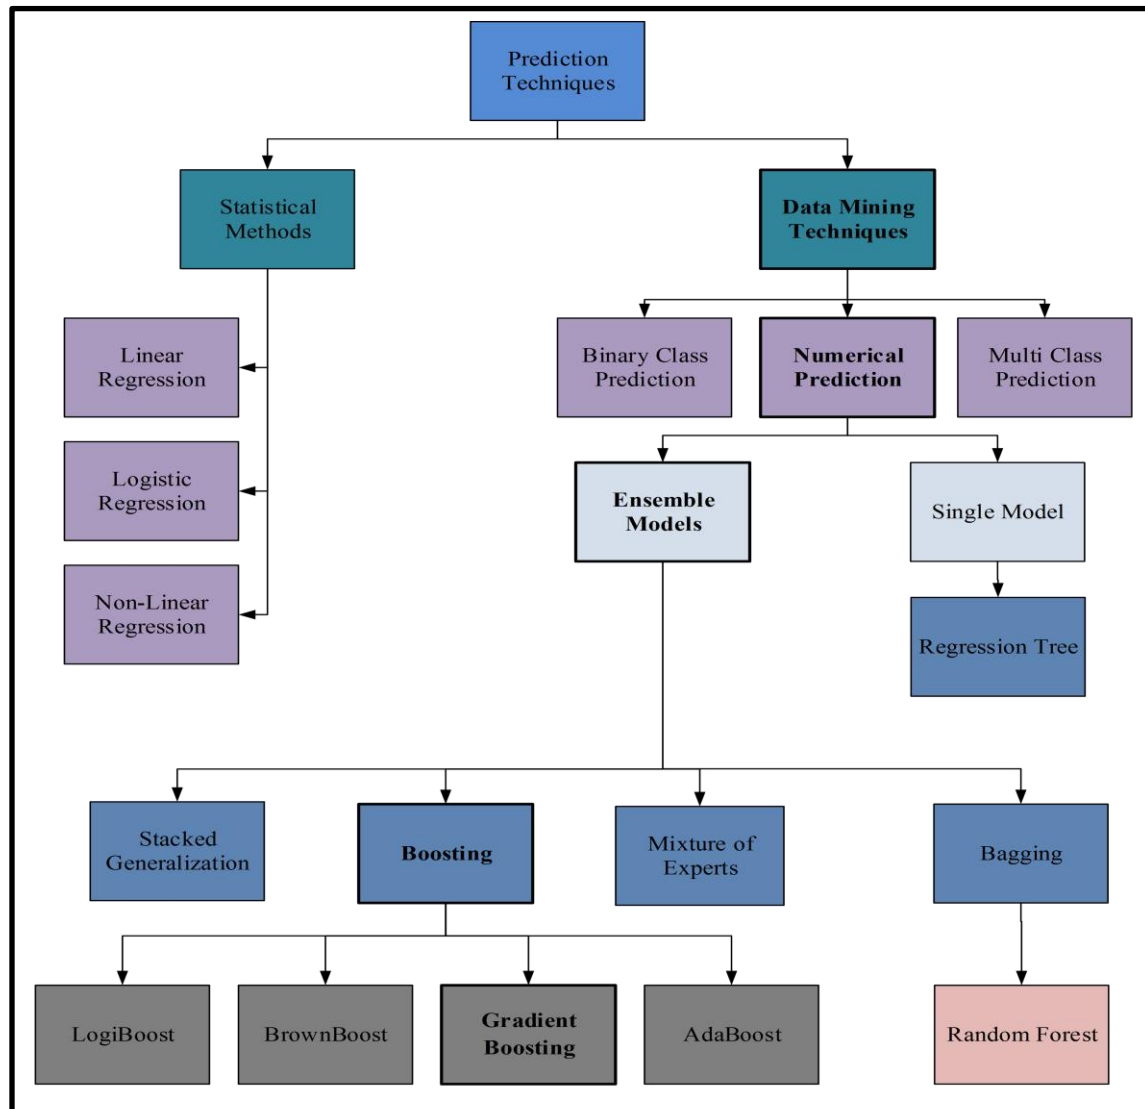 Prediction
Techniques
Statistical
Methods
Data Mining
Techniques
Linear
Regression
Logistic
Regression
Non-Linear
Regression
Binary Class
Prediction
Numerical
Prediction
Multi Class
Prediction
Ensemble
Models
Single Model
Regression Tree
Stacked
Generalization
Boosting
Mixture of
Experts
Bagging
LogiBoost
BrownBoost
Gradient
Boosting
AdaBoost
Random Forest